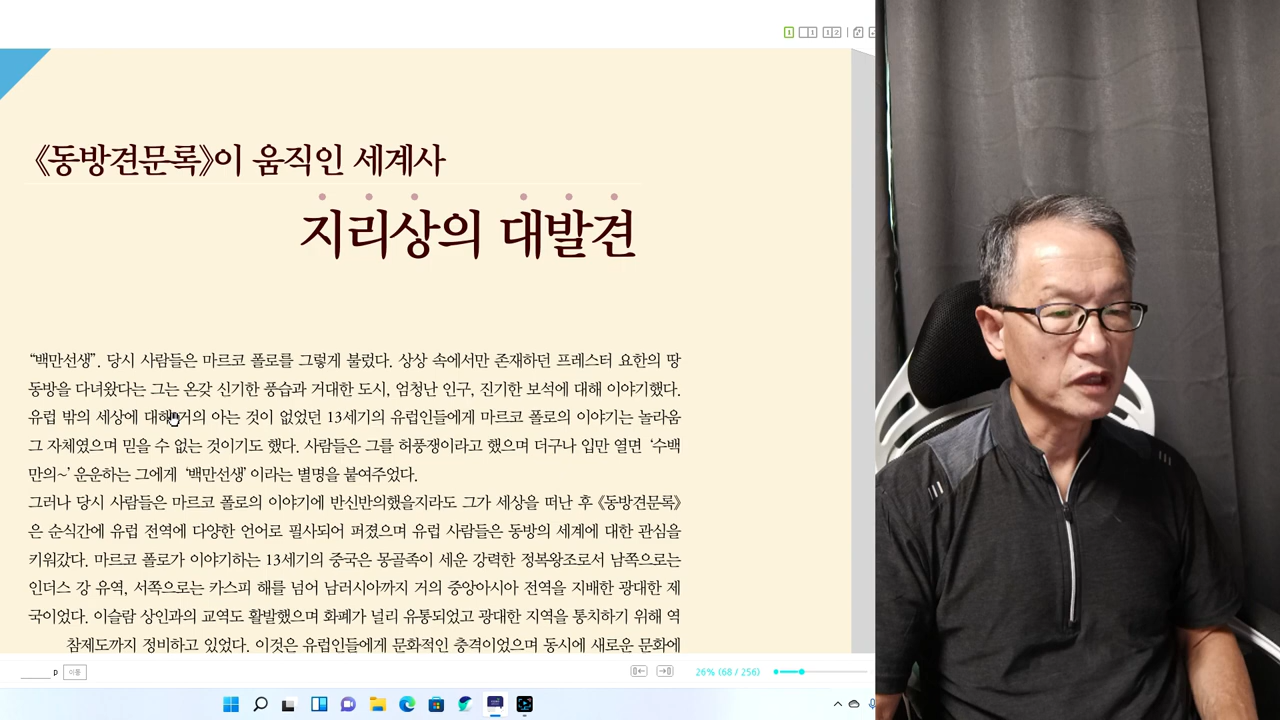 《동방견문록》이 움직인 세계사
지리상의 대발견
“백만선생”. 당시 사람들은 마르코 폴로를 그렇게 불렀다. 상상 속에서만 존재하던 프레스터 요한의 땅
동방을 다녀왔다는 그는 온갖 신기한 풍습과 거대한 도시, 엄청난 인구, 진기한 보석에 대해 이야기했다.
유럽 밖의 세상에 대해 거의 아는 것이 없었던 13세기의 유럽인들에게 마르코 폴로의 이야기는 놀라움
그 자체였으며 믿을 수 없는 것이기도 했다. 사람들은 그를 허풍쟁이라고 했으며 더구나 입만 열면 ‘수백
만의~’ 운운하는 그에게 ‘백만선생’ 이라는 별명을 붙여주었다.
그러나 당시 사람들은 마르코 폴로의 이야기에 반신반의했을지라도 그가 세상을 떠난 후 《동방견문록》
은 순식간에 유럽 전역에 다양한 언어로 필사되어 퍼졌으며 유럽 사람들은 동방의 세계에 대한 관심을
키워갔다. 마르코 폴로가 이야기하는 13세기의 중국은 몽골족이 세운 강력한 정복왕조로서 남쪽으로는
인더스 강 유역, 서쪽으로는 카스피 해를 넘어 남러시아까지 거의 중앙아시아 전역을 지배한 광대한 제
국이었다. 이슬람 상인과의 교역도 활발했으며 화폐가 널리 유통되었고 광대한 지역을 통치하기 위해 역
참제도까지 정비하고 있었다. 이것은 유럽인들에게 문화적인 충격이었으며 동시에 새로운 문화에
p 이동
26% (68 / 256)